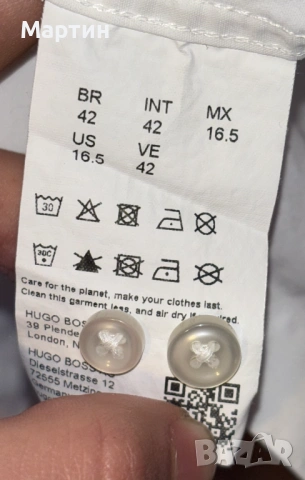 Мартин
BR INT MX
42 42 16.5
US VE
16.5 42
30
30C
Care for the planet, make your clothes last.
Clean this garment less, and air dry if
HUGO BOSS
39
London,
HUGO BOSS
Dieselstrasse 12
72555
BAZAR